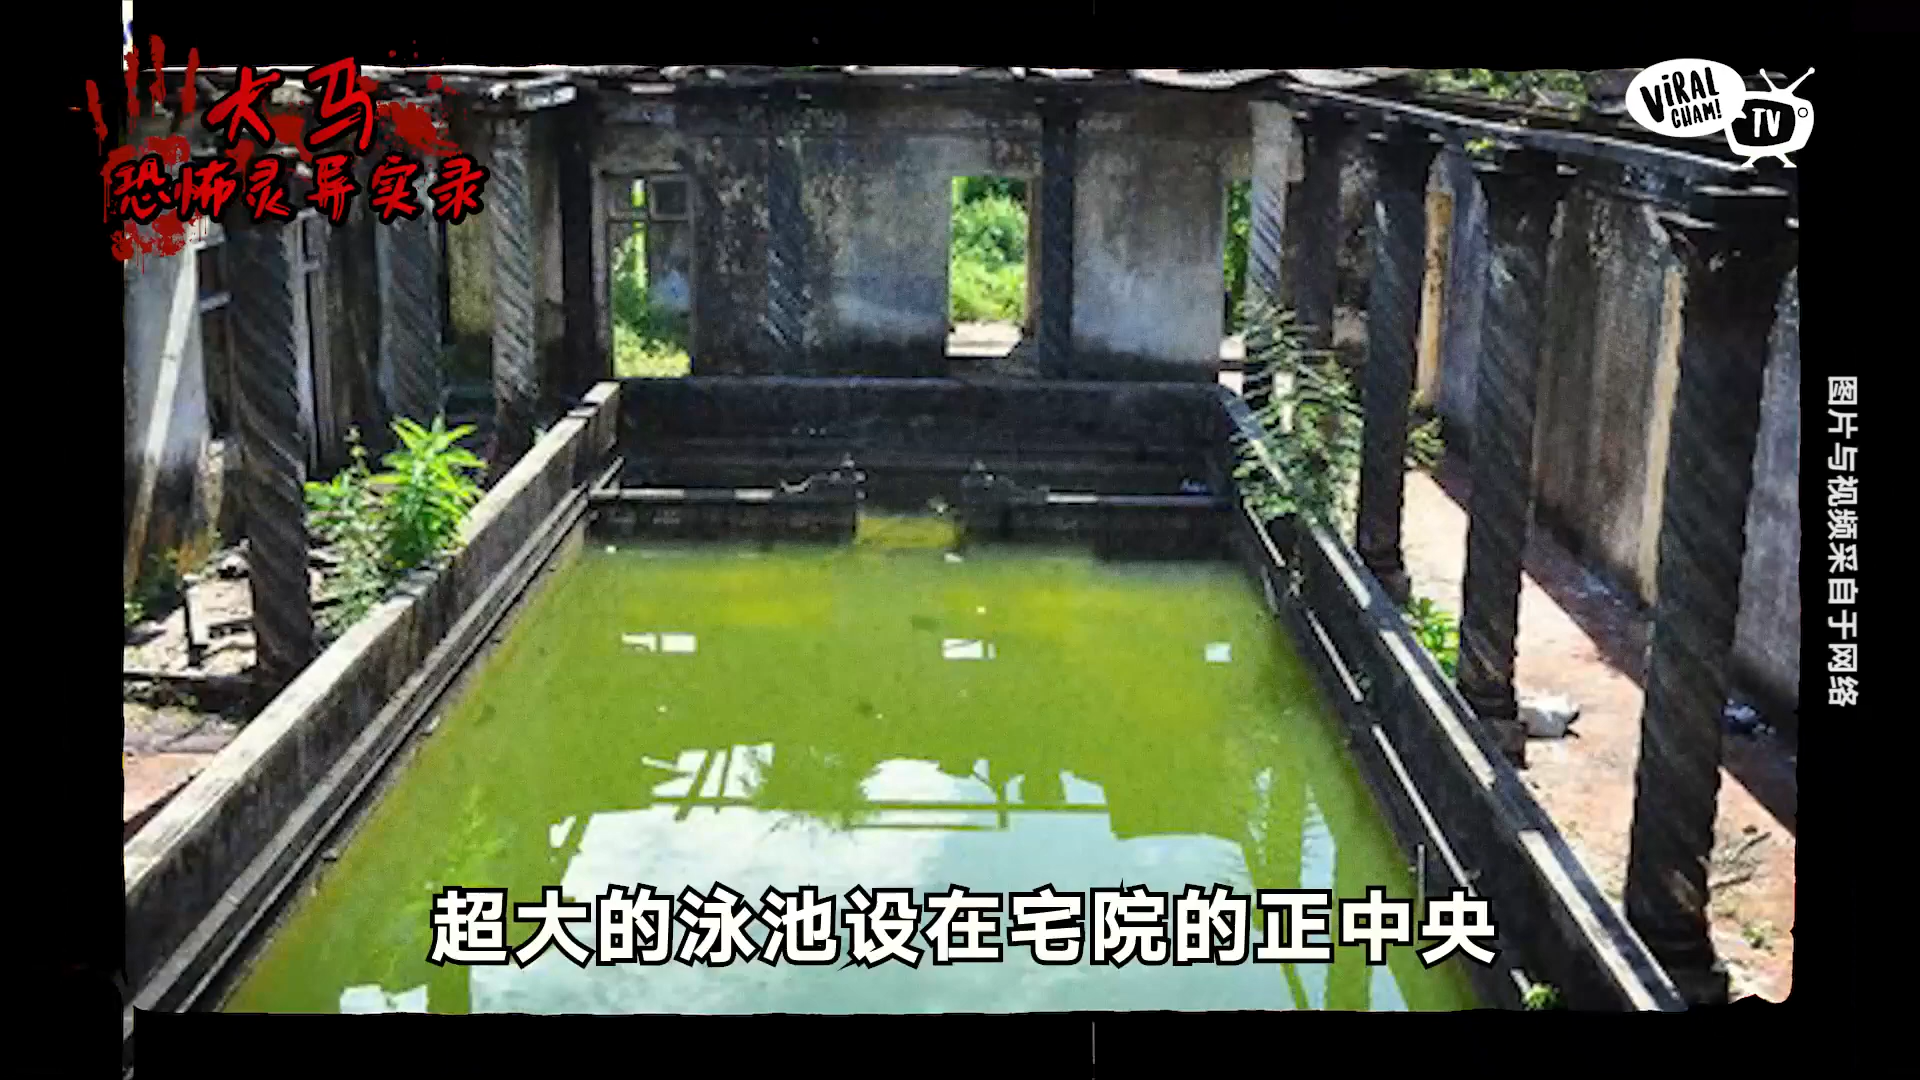 大马
恐怖灵异实录
VIRAL
CHAM!
TV
图片与视频采自于网络
超大的泳池设在宅院的正中央